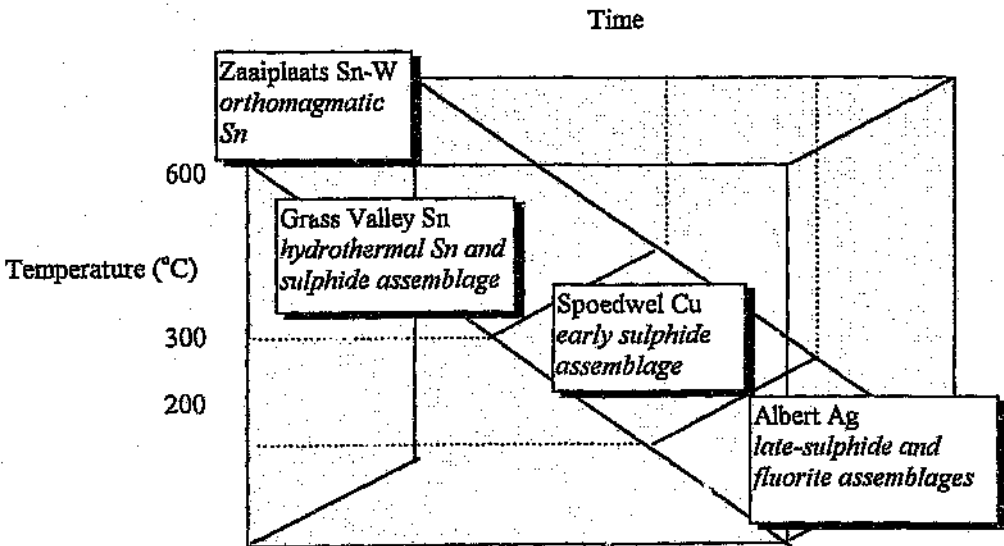 Time
Zaaiplaats Sn-W
orthomagmatic
Sn
600
Grass Valley Sn
hydrothermal Sn and
sulphide assemblage
Temperature (°C)
Spoedwel Cu
early sulphide
assemblage
300
200
Albert Ag
late-sulphide and
fluorite assemblages